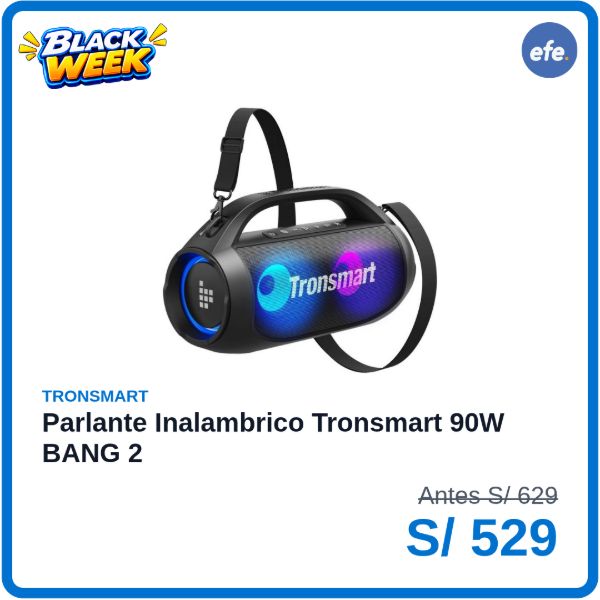 BLACK
WEEK
efe.
Tronsmart
TRONSMART
Parlante Inalambrico Tronsmart 90W
BANG 2
Antes S/ 629
S/ 529